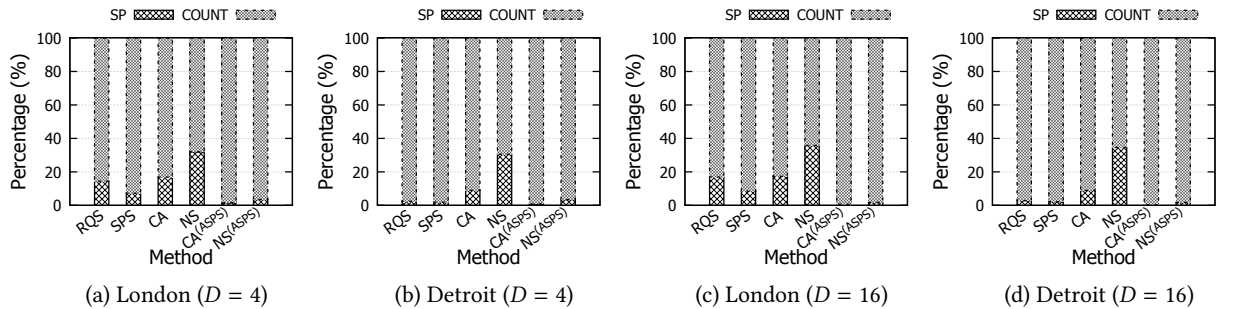 SP COUNT SP COUNT SP COUNT SP COUNT
100 100 100 100
80 80 80 80
60 60 60 60
40 40 40 40
20 20 20 20
0 0 0 0
Percentage (%) Percentage (%) Percentage (%) Percentage (%)
RQS SPS CA NS CA(ASPS) NS(ASPS) RQS SPS CA NS CA(ASPS) NS(ASPS) RQS SPS CA NS CA(ASPS) NS(ASPS) RQS SPS CA NS CA(ASPS) NS(ASPS)
Method Method Method Method
(a) London (D = 4) (b) Detroit (D = 4) (c) London (D = 16) (d) Detroit (D = 16)